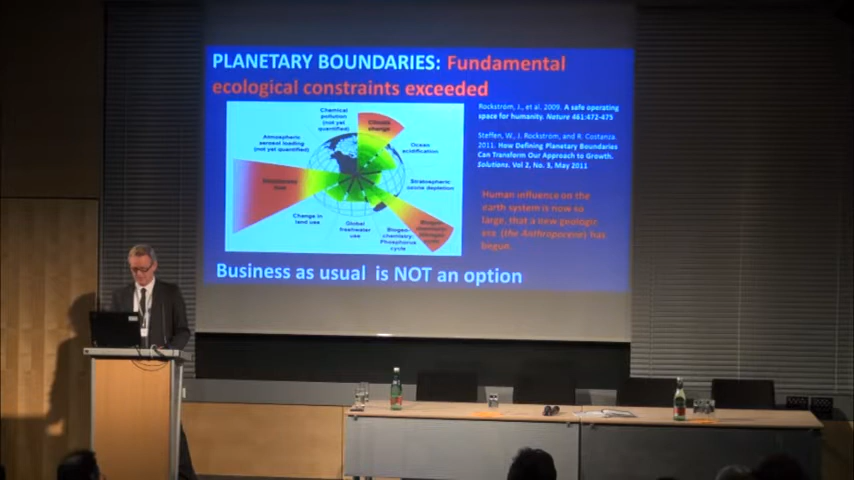 PLANETARY BOUNDARIES: Fundamental
ecological constraints exceeded
Rockström, J., et al. 2009. A safe operating
space for humanity. Nature 461:472-475
Steffen, W., J. Rockström, and R. Costanza.
2011. How Defining Planetary Boundaries
Can Transform Our Approach to Growth.
Solutions. Vol 2, No. 3, May 2011
Chemical
pollution
(not yet
quantified)
Climate
change
Ocean
acidification
Atmospheric
aerosol loading
(not yet quantified)
Stratospheric
ozone depletion
Biodiversity
loss
Change in
land use
Global
freshwater
use
Biogeo-
chemistry:
Phosphorus
cycle
Human influence on the
earth system is now so
large, that a new geologic
era (the Anthropocene) has
begun.
Business as usual is NOT an option